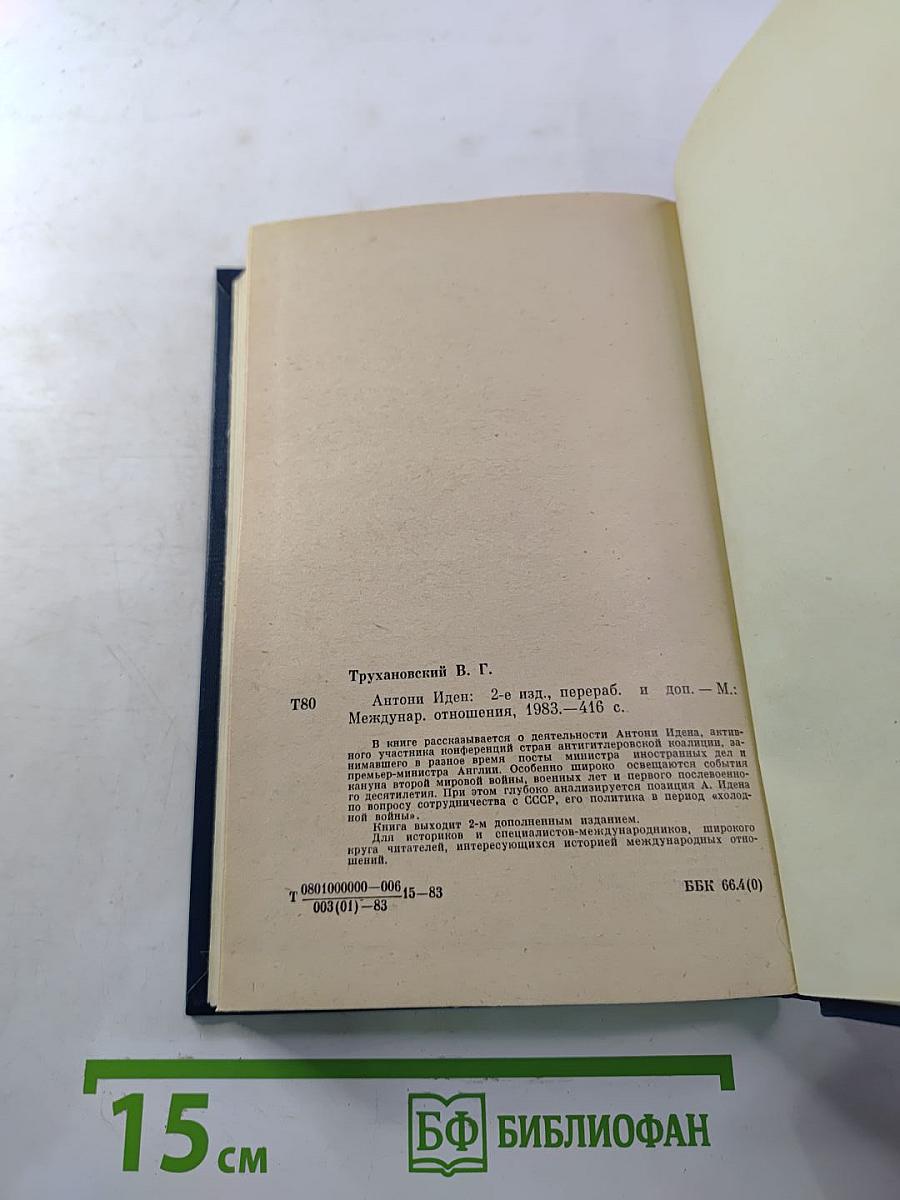 Трухановский В. Г.
Т80
Антони Иден: 2-е изд., перераб. и доп. — М.:
Междунар. отношения, 1983.—416 с.
В книге рассказывается о деятельности Антони Идена, актив-
ного участника конференций стран антигитлеровской коалиции, за-
нимавшего в разное время посты министра иностранных дел и
премьер-министра Англии. Особенно широко освещаются события
кануна второй мировой войны, военных лет и первого послевоенно-
го десятилетия. При этом глубоко анализируется позиция А. Идена
по вопросу сотрудничества с СССР, его политика в период «холод-
ной войны».
Книга выходит 2-м дополненным изданием.
Для историков и специалистов-международников, широкого
круга читателей, интересующихся историей международных отно-
шений.
Т 0801000000—006 15—83
003(01)—83
ББК 66.4(0)
15 см
БФ БИБЛИОФАН